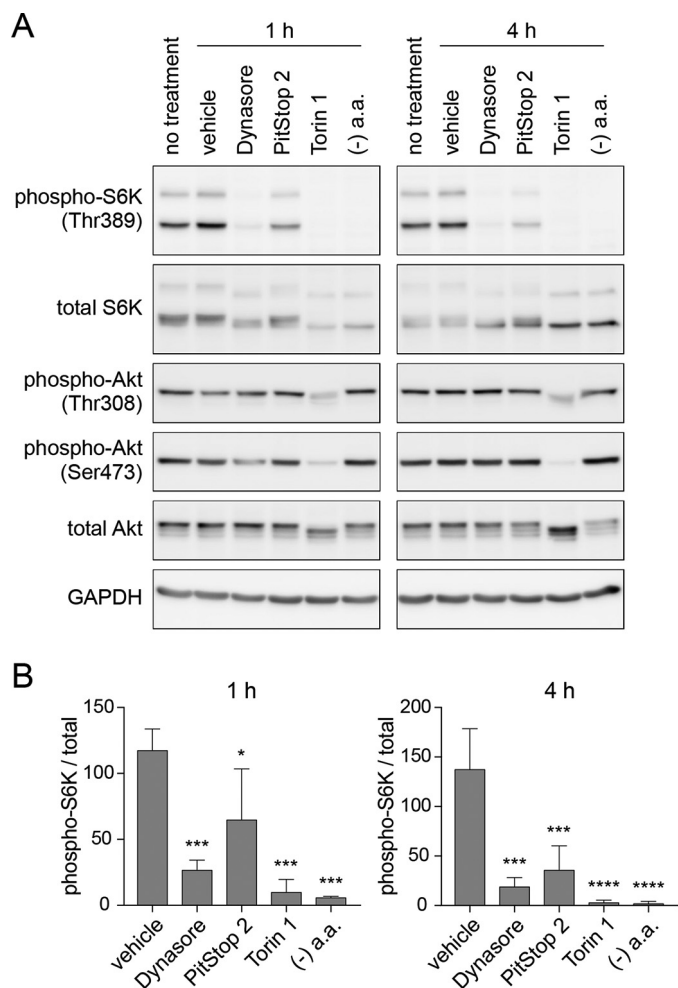 A
1 h
4 h
no treatment
vehicle
Dynasore
PitStop 2
Torin 1
(-) a.a.
no treatment
vehicle
Dynasore
PitStop 2
Torin 1
(-) a.a.
phospho-S6K
(Thr389)
total S6K
phospho-Akt
(Thr308)
phospho-Akt
(Ser473)
total Akt
GAPDH
B
1 h
phospho-S6K / total
150
100
50
0
***
*
***
***
vehicle
Dynasore
PitStop 2
Torin 1
(-) a.a.
4 h
phospho-S6K / total
200
150
100
50
0
***
***
****
****
vehicle
Dynasore
PitStop 2
Torin 1
(-) a.a.